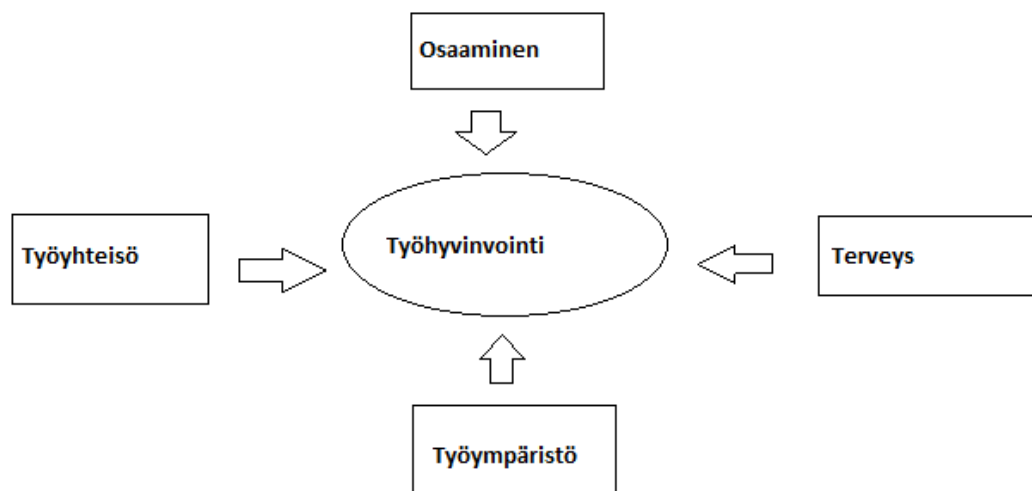 Osaaminen
Työyhteisö
Työhyvinvointi
Terveys
Työympäristö